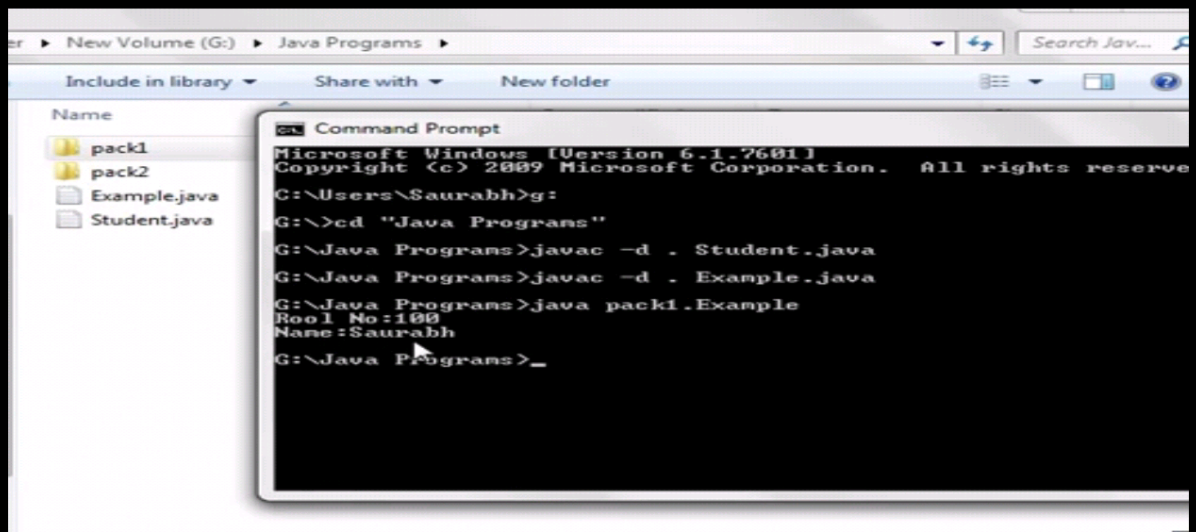 er ▸ New Volume (G:) ▸ Java Programs ▸ Search Jav...
Include in library Share with New folder
Name
pack1
pack2
Example.java
Student.java
Command Prompt
Microsoft Windows [Version 6.1.7601]
Copyright (c) 2009 Microsoft Corporation. All rights reserve
C:\Users\Saurabh>g:
G:\>cd "Java Programs"
G:\Java Programs>javac -d . Student.java
G:\Java Programs>javac -d . Example.java
G:\Java Programs>java pack1.Example
Rool No:100
Name:Saurabh
G:\Java Programs>_